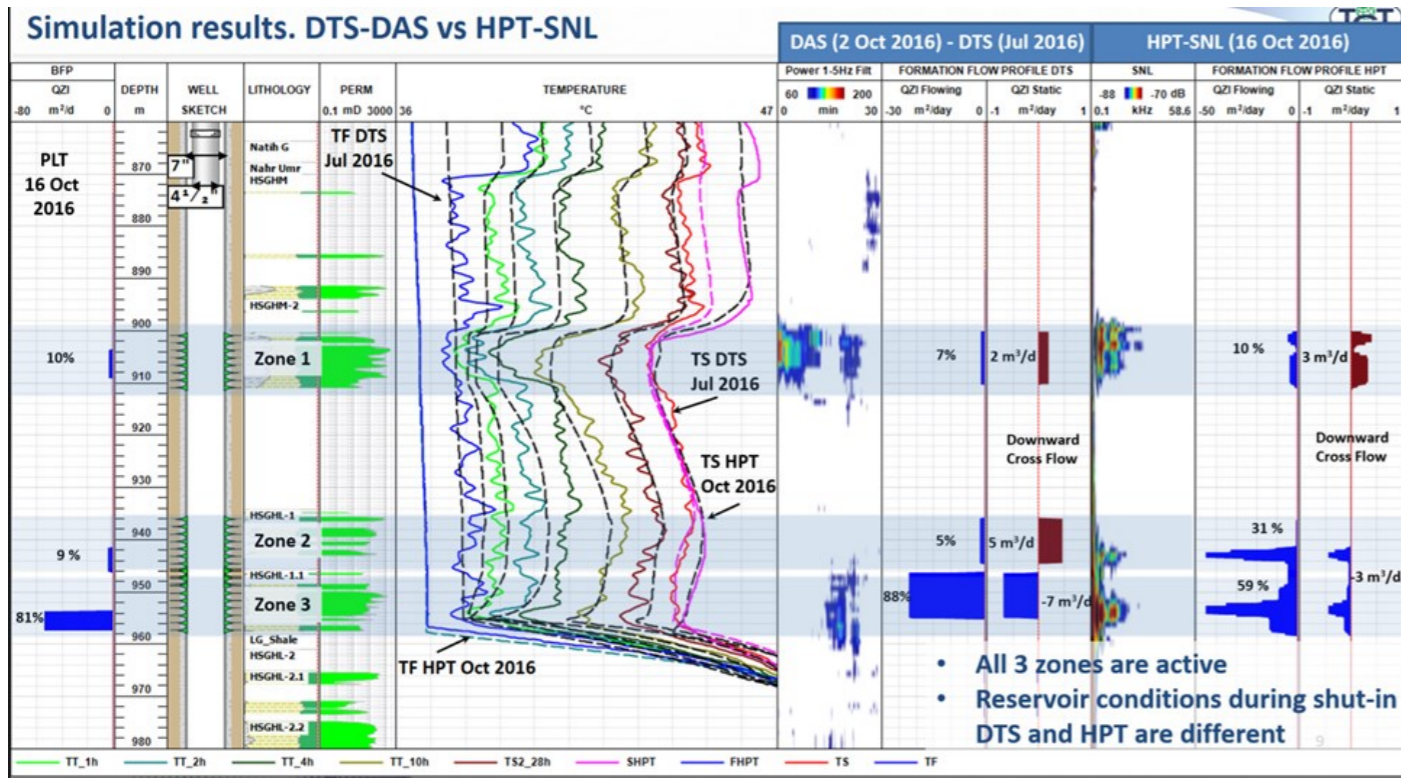 Simulation results. DTS-DAS vs HPT-SNL
TGT
DAS (2 Oct 2016) - DTS (Jul 2016)
HPT-SNL (16 Oct 2016)
BFP
QZI
-80 m²/d 0
DEPTH
m
WELL
SKETCH
LITHOLOGY
PERM
0.1 mD 3000
TEMPERATURE
36 °C 47
Power 1-5Hz Filt
60 200
0 min 30
FORMATION FLOW PROFILE DTS
QZI Flowing
-30 m²/day 0
QZI Static
-1 m²/day 1
SNL
-88 -70 dB
0.1 kHz 58.6
FORMATION FLOW PROFILE HPT
QZI Flowing
-50 m²/day 0
QZI Static
-1 m²/day 1
PLT
16 Oct
2016
7"
4¹/₂"
870
880
890
900
910
920
930
940
950
960
970
980
Natih G
Nahr Umr
HSGHM
HSGHM-2
Zone 1
HSGHL-1
Zone 2
HSGHL-1.1
Zone 3
LG_Shale
HSGHL-2
HSGHL-2.1
HSGHL-2.2
10%
9 %
81%
TF DTS
Jul 2016
TS DTS
Jul 2016
TS HPT
Oct 2016
TF HPT Oct 2016
7%
2 m³/d
Downward
Cross Flow
5%
5 m³/d
88%
-7 m³/d
10 %
3 m³/d
Downward
Cross Flow
31 %
59 %
-3 m³/d
• All 3 zones are active
• Reservoir conditions during shut-in
DTS and HPT are different
9
TT_1h TT_2h TT_4h TT_10h TS2_28h SHPT FHPT TS TF